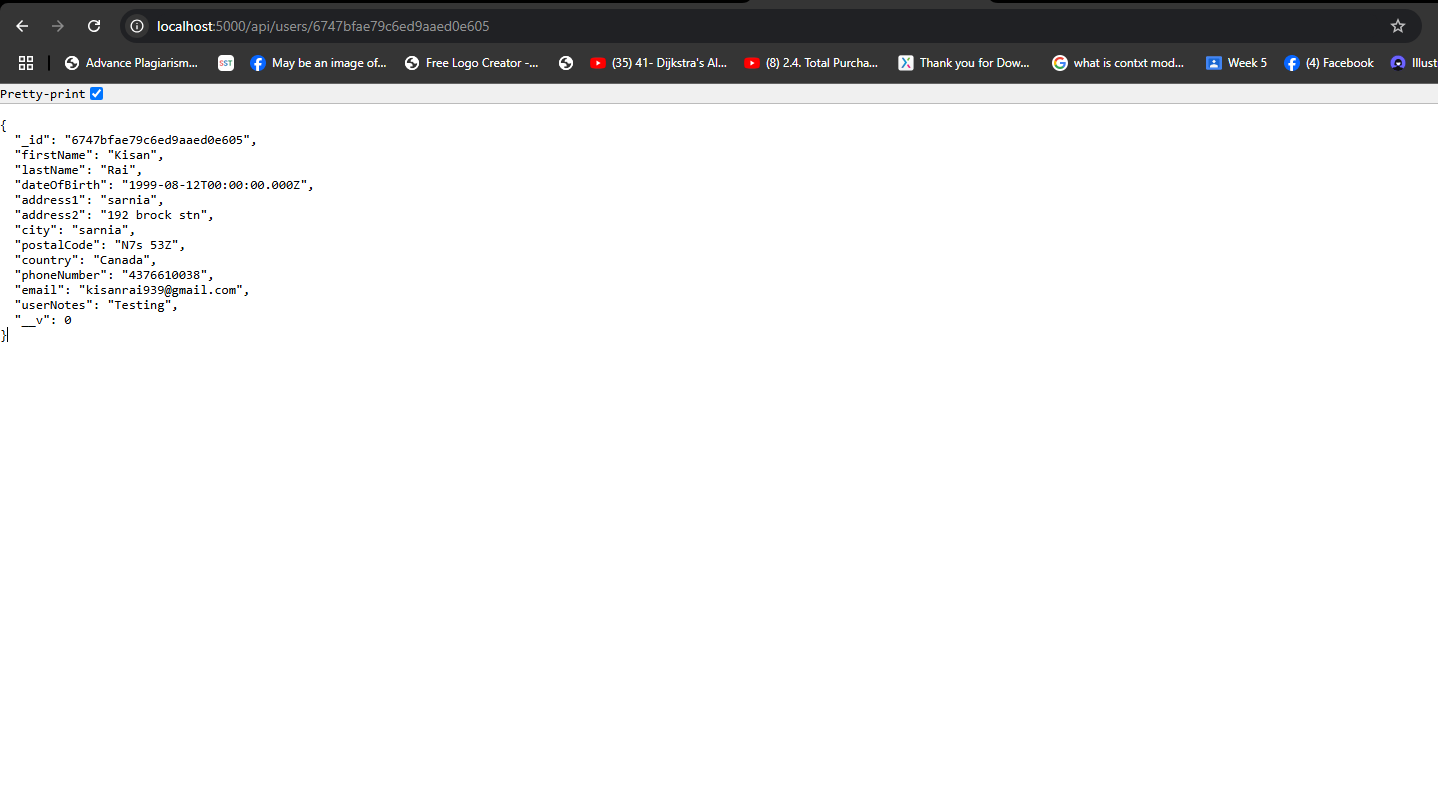 localhost:5000/api/users/6747bfae79c6ed9aaed0e605
Advance Plagiarism... SST May be an image of... Free Logo Creator -... (35) 41- Dijkstra's Al... (8) 2.4. Total Purcha... Thank you for Dow... what is contxt mod... Week 5 (4) Facebook Illust
Pretty-print
{
"_id": "6747bfae79c6ed9aaed0e605",
"firstName": "Kisan",
"lastName": "Rai",
"dateOfBirth": "1999-08-12T00:00:00.000Z",
"address1": "sarnia",
"address2": "192 brock stn",
"city": "sarnia",
"postalCode": "N7s 53Z",
"country": "Canada",
"phoneNumber": "4376610038",
"email": "kisanrai939@gmail.com",
"userNotes": "Testing",
"__v": 0
}